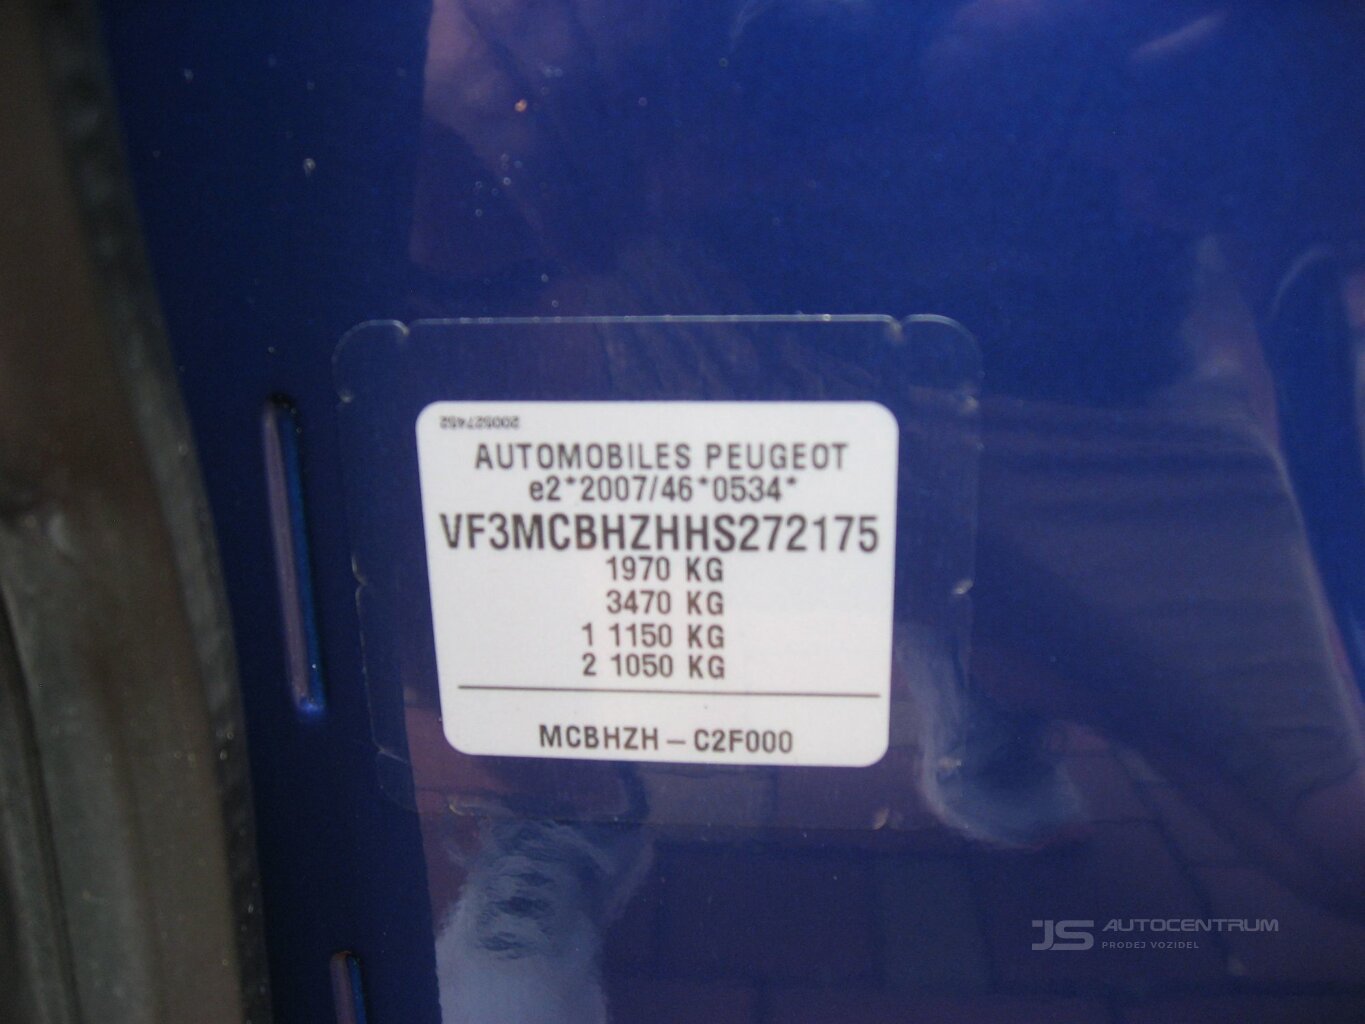 200527452
AUTOMOBILES PEUGEOT
e2*2007/46*0534*
VF3MCBHZHHS272175
1970 KG
3470 KG
1 1150 KG
2 1050 KG
MCBHZH – C2F000
JS AUTOCENTRUM
PRODEJ VOZIDEL